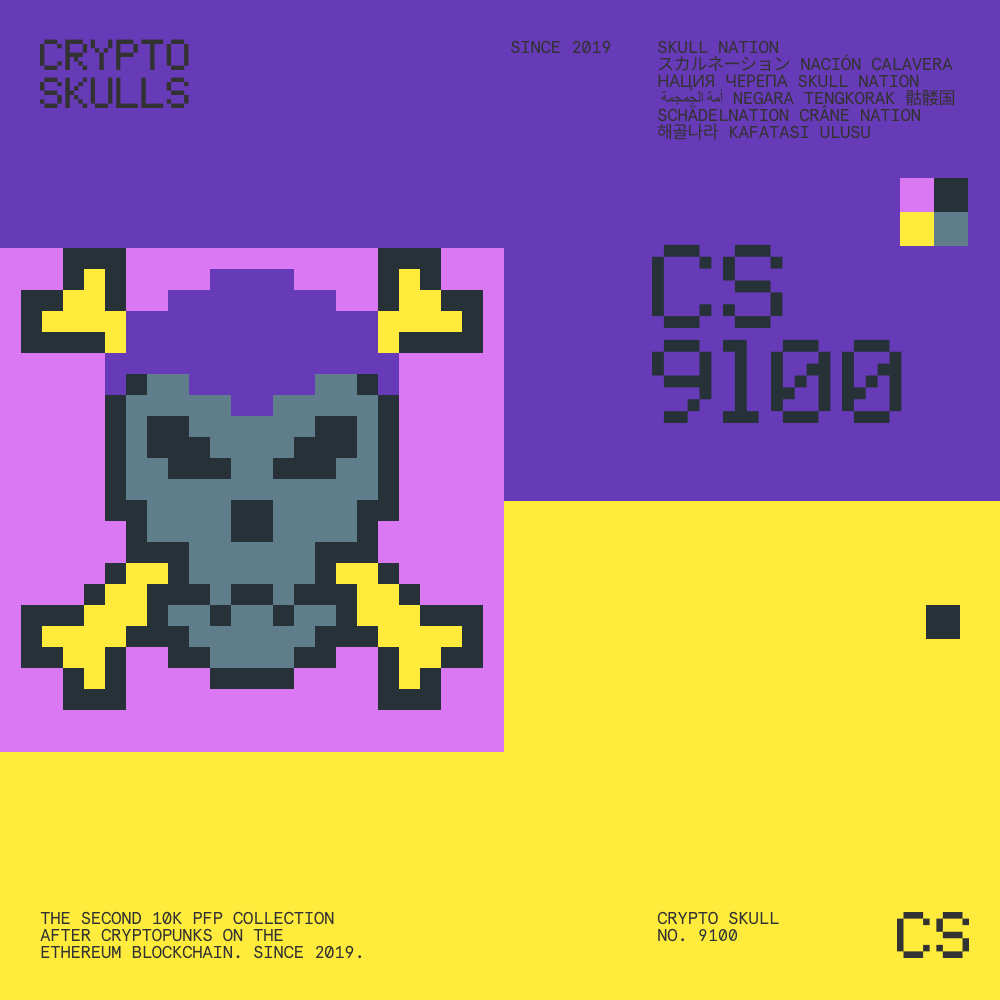 CRYPTO
SKULLS
SINCE 2019
SKULL NATION
スカルネーション NACIÓN CALAVERA
НАЦИЯ ЧЕРЕПА SKULL NATION
أمة الجمجمة NEGARA TENGKORAK 骷髅国
SCHÄDELNATION CRÂNE NATION
해골나라 KAFATASI ULUSU
CS
9100
THE SECOND 10K PFP COLLECTION
AFTER CRYPTOPUNKS ON THE
ETHEREUM BLOCKCHAIN. SINCE 2019.
CRYPTO SKULL
NO. 9100
CS